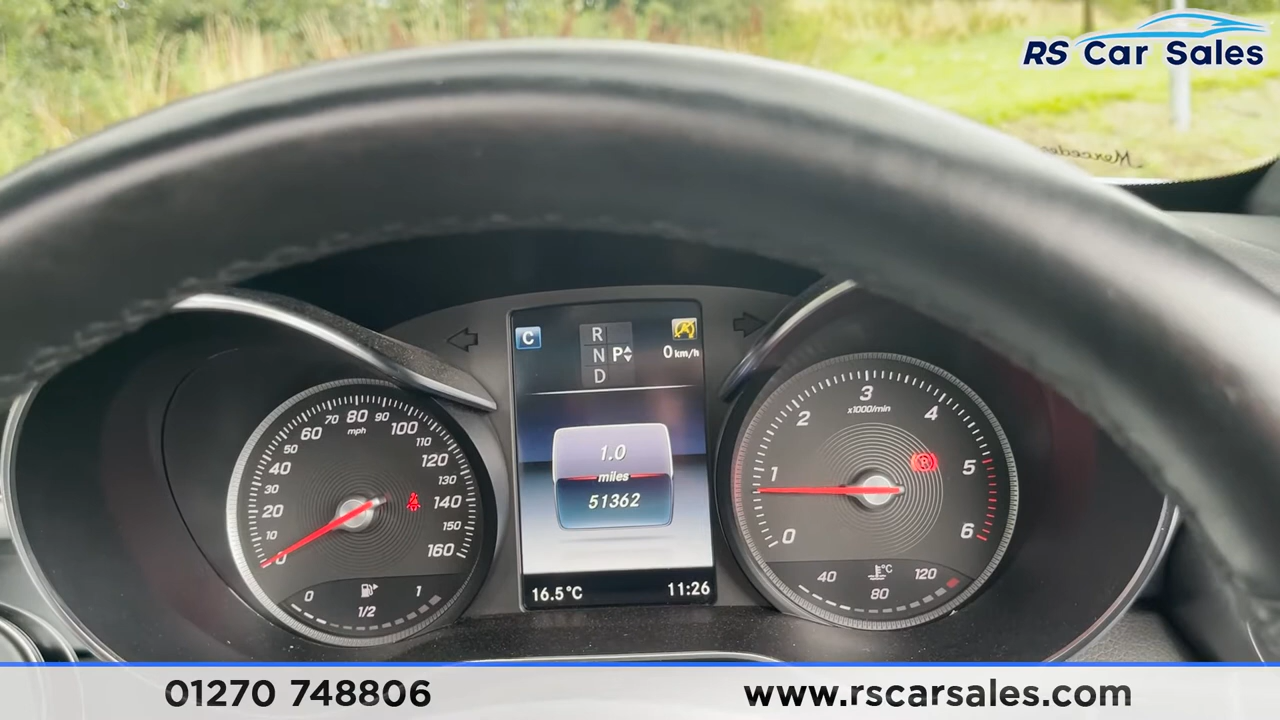 RS Car Sales
Mercedes
C
R
N P
D
0 km/h
1.0
miles
51362
16.5°C 11:26
0 10 20 30 40 50 60 70 80 90 100 110 120 130 140 150 160
mph
0 1/2 1
0 1 2 3 4 5 6
x1000/min
40 80 120
°C
01270 748806
www.rscarsales.com